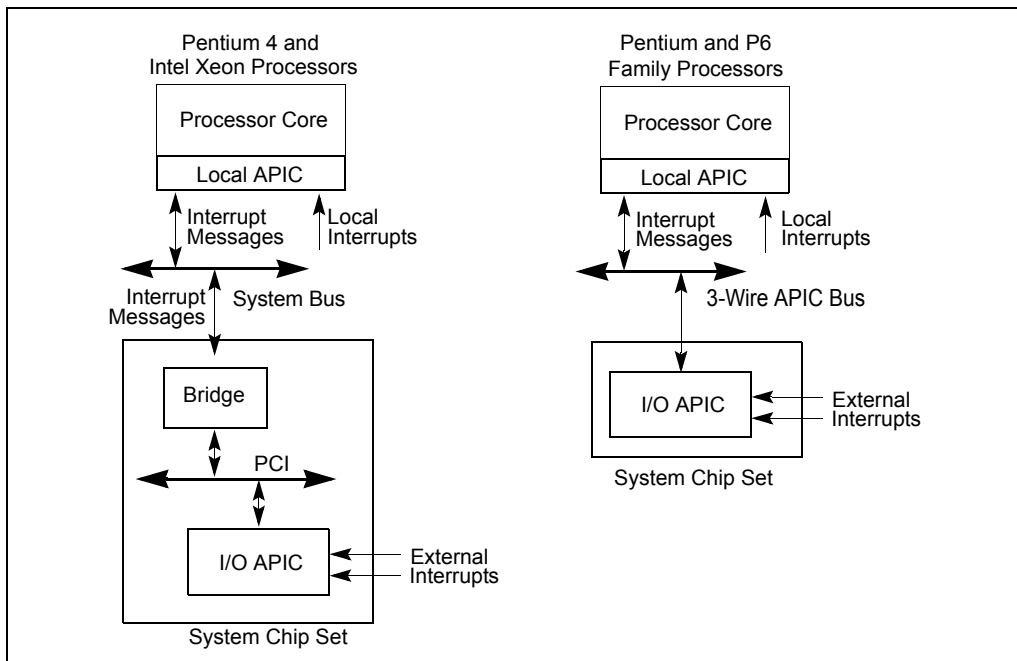 Pentium 4 and
Intel Xeon Processors
Processor Core
Local APIC
Interrupt
Messages
Local
Interrupts
System Bus
Interrupt
Messages
Bridge
PCI
I/O APIC
External
Interrupts
System Chip Set
Pentium and P6
Family Processors
Processor Core
Local APIC
Interrupt
Messages
Local
Interrupts
3-Wire APIC Bus
I/O APIC
External
Interrupts
System Chip Set